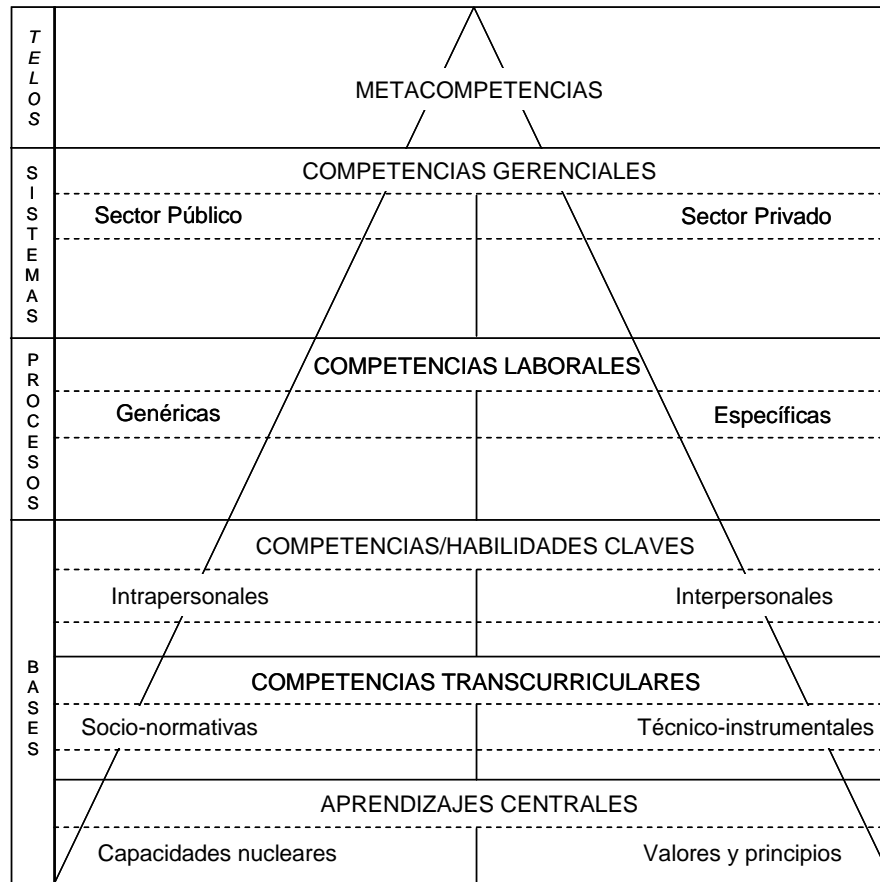 TELOS
METACOMPETENCIAS
SISTEMAS
COMPETENCIAS GERENCIALES
Sector Público
Sector Privado
PROCESOS
COMPETENCIAS LABORALES
Genéricas
Específicas
BASES
COMPETENCIAS/HABILIDADES CLAVES
Intrapersonales
Interpersonales
COMPETENCIAS TRANSCURRICULARES
Socio-normativas
Técnico-instrumentales
APRENDIZAJES CENTRALES
Capacidades nucleares
Valores y principios